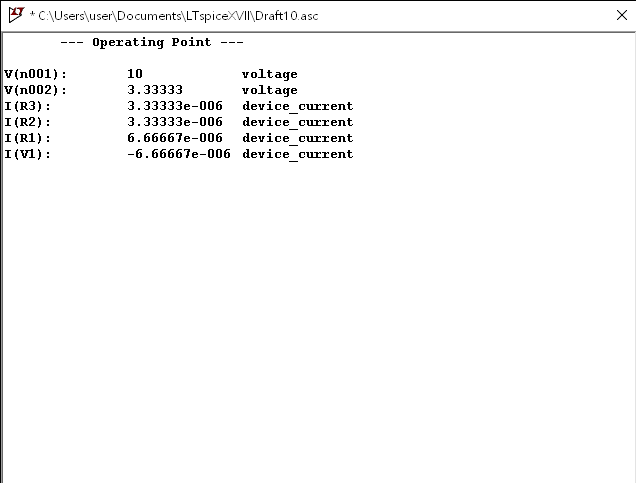 * C:\Users\user\Documents\LTspiceXVII\Draft10.asc
--- Operating Point ---
V(n001): 10 voltage
V(n002): 3.33333 voltage
I(R3): 3.33333e-006 device_current
I(R2): 3.33333e-006 device_current
I(R1): 6.66667e-006 device_current
I(V1): -6.66667e-006 device_current